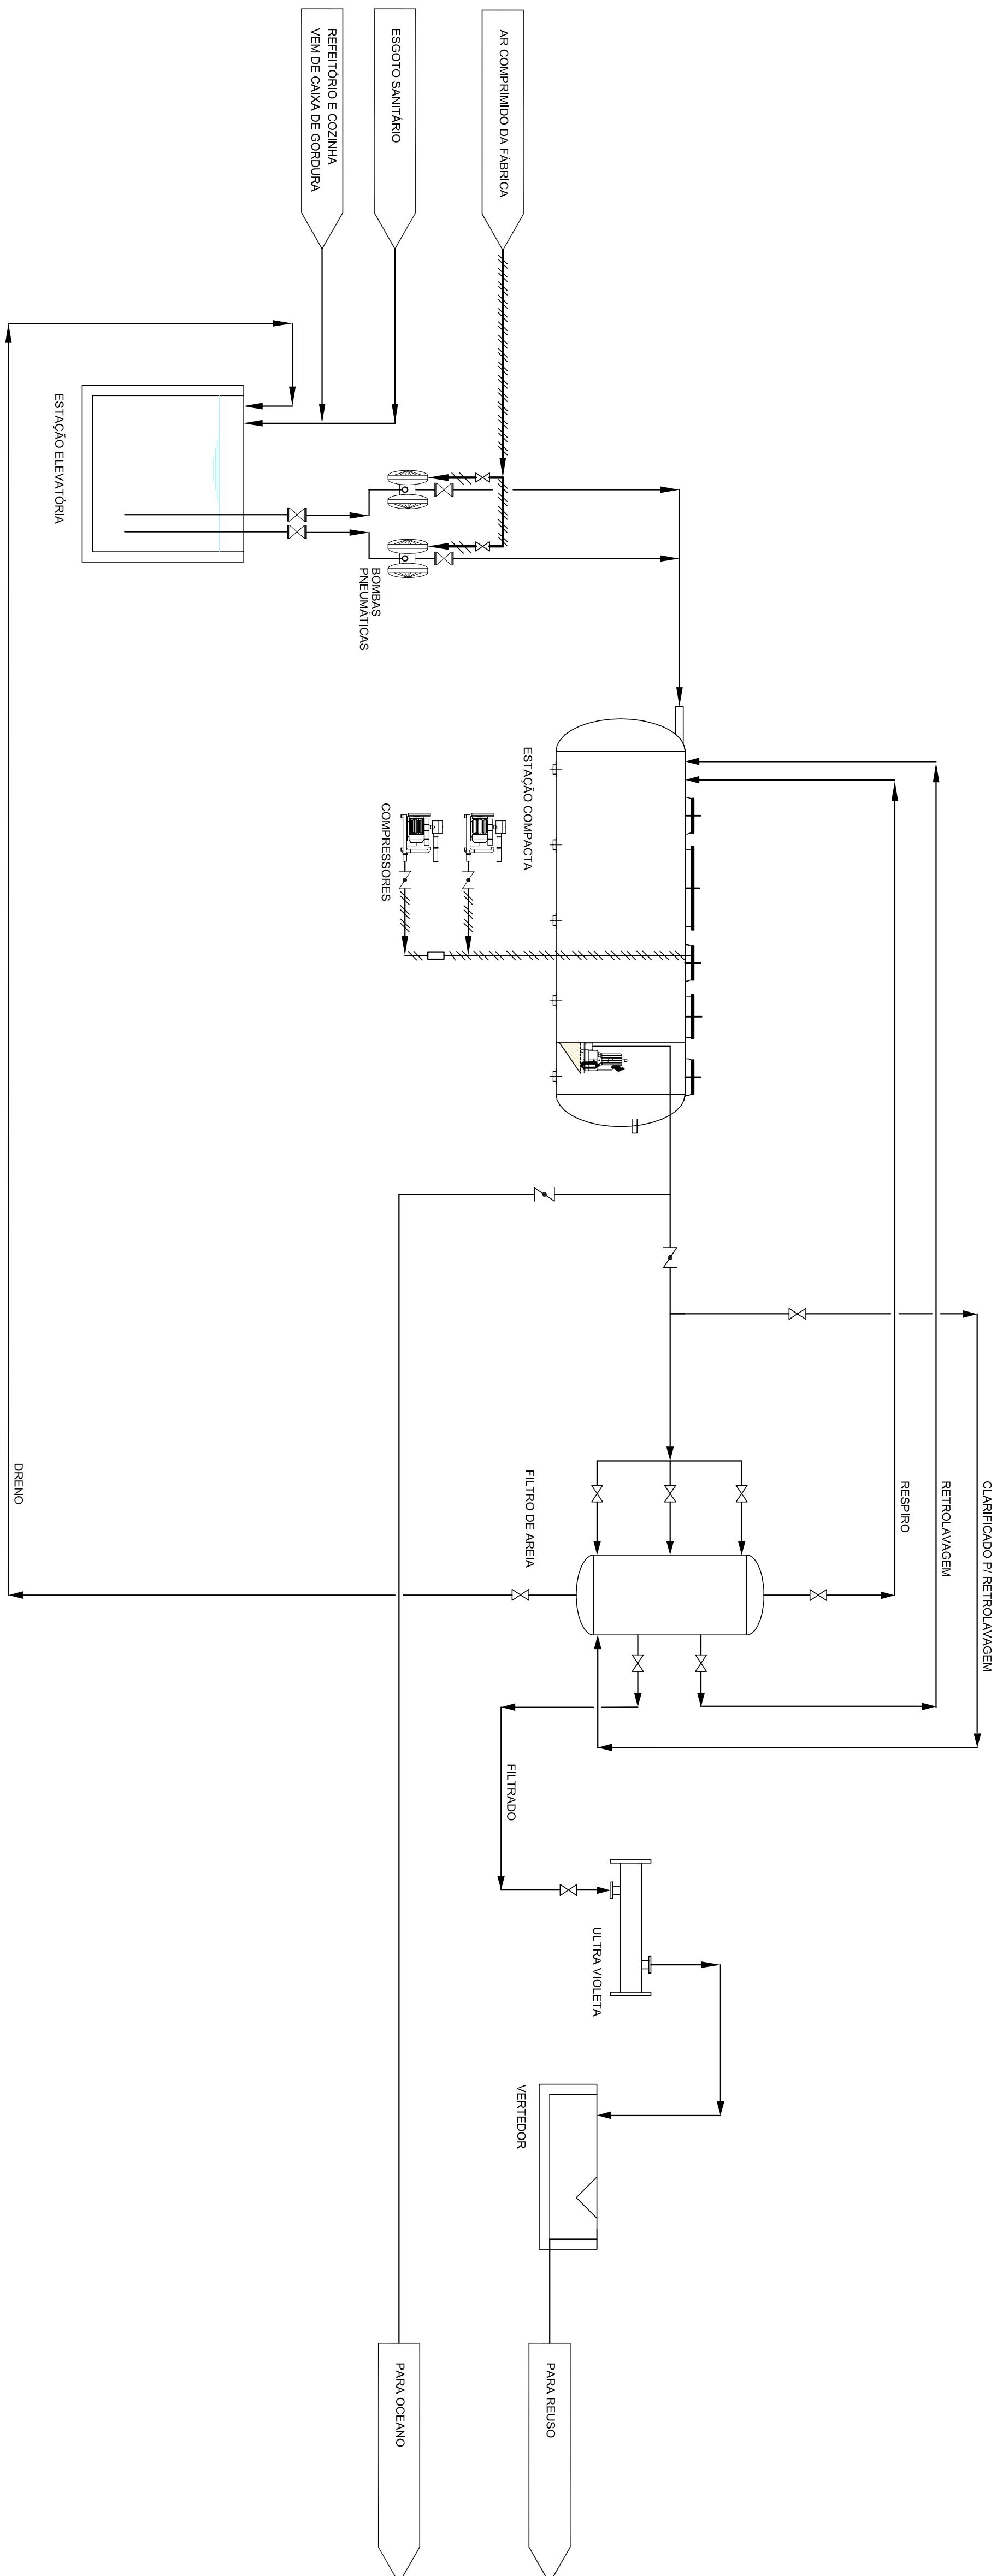 AR COMPRIMIDO DA FÁBRICA
ESGOTO SANITÁRIO
REFEITÓRIO E COZINHA
VEM DE CAIXA DE GORDURA
ESTAÇÃO ELEVATÓRIA
BOMBAS
PNEUMÁTICAS
ESTAÇÃO COMPACTA
COMPRESSORES
CLARIFICADO P/ RETROLAVAGEM
RETROLAVAGEM
RESPIRO
FILTRO DE AREIA
DRENO
FILTRADO
ULTRA VIOLETA
VERTEDOR
PARA REUSO
PARA OCEANO